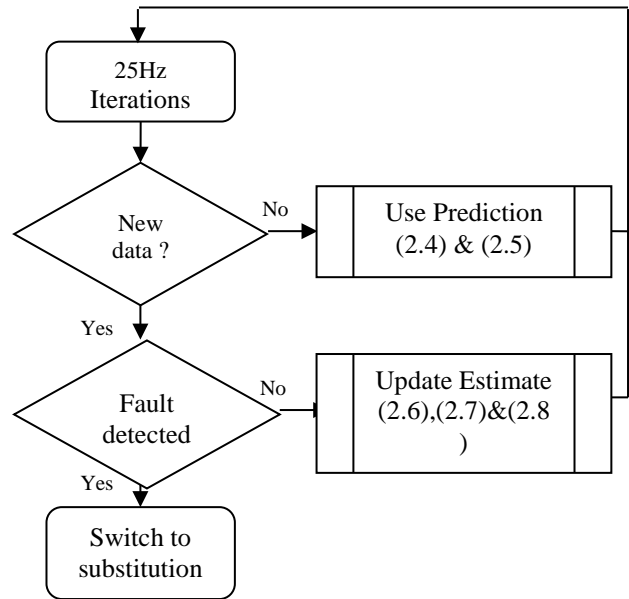 25Hz
Iterations
New
data ?
No
Use Prediction
(2.4) & (2.5)
Yes
Fault
detected
No
Update Estimate
(2.6),(2.7)&(2.8
)
Yes
Switch to
substitution